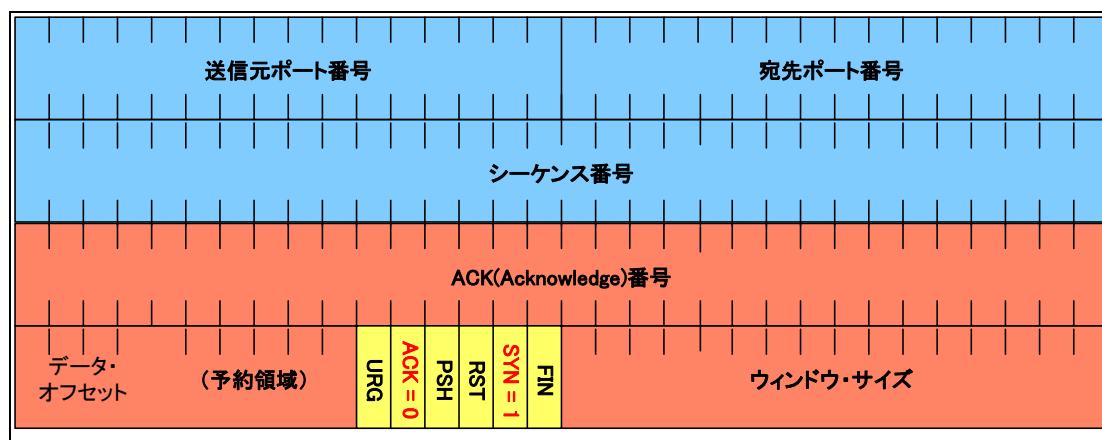 送信元ポート番号
宛先ポート番号
シーケンス番号
ACK(Acknowledge)番号
データ・
オフセット
(予約領域)
URG
ACK = 0
PSH
RST
SYN = 1
FIN
ウィンドウ・サイズ